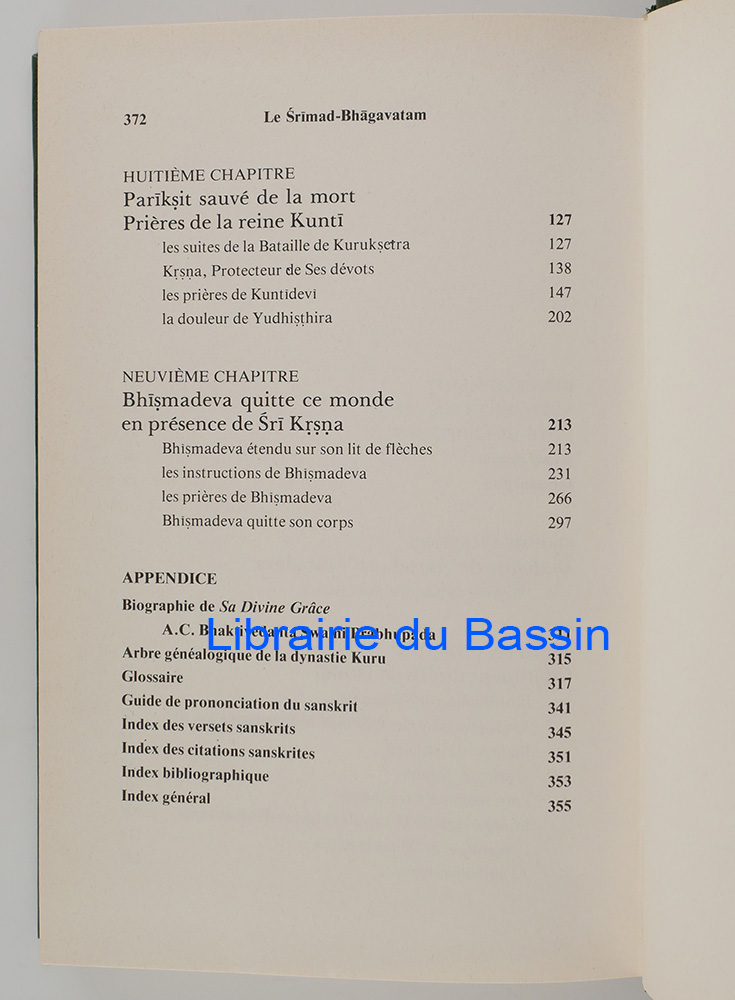 372
Le Śrīmad-Bhāgavatam
HUITIÈME CHAPITRE
Parīkṣit sauvé de la mort
Prières de la reine Kuntī 127
les suites de la Bataille de Kurukṣetra 127
Kṛṣṇa, Protecteur de Ses dévots 138
les prières de Kuntīdevī 147
la douleur de Yudhiṣṭhira 202
NEUVIÈME CHAPITRE
Bhīṣmadeva quitte ce monde
en présence de Śrī Kṛṣṇa 213
Bhīṣmadeva étendu sur son lit de flèches 213
les instructions de Bhīṣmadeva 231
les prières de Bhīṣmadeva 266
Bhīṣmadeva quitte son corps 297
APPENDICE
Biographie de Sa Divine Grâce
A.C. Bhaktivedanta Swami Prabhupāda 311
Librairie du Bassin
Arbre généalogique de la dynastie Kuru 315
Glossaire 317
Guide de prononciation du sanskrit 341
Index des versets sanskrits 345
Index des citations sanskrites 351
Index bibliographique 353
Index général 355